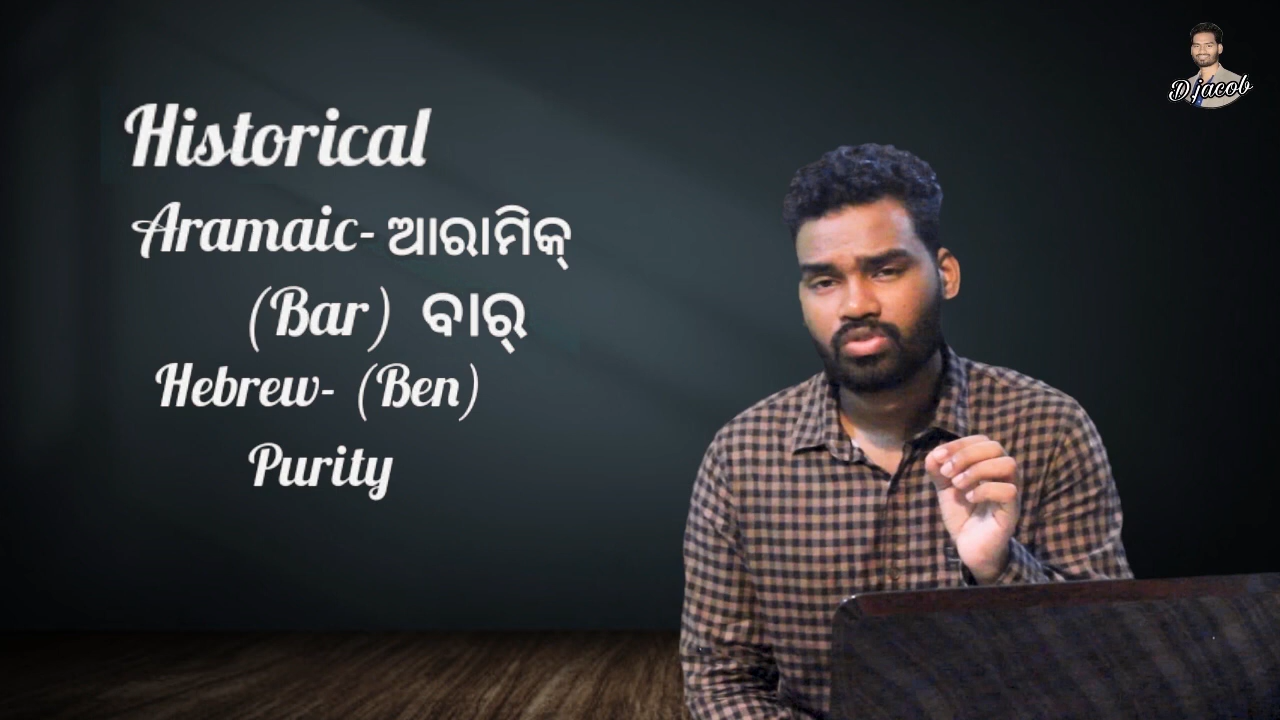 Historical
Aramaic- ଆରାମିକ୍
(Bar) ବାର୍
Hebrew- (Ben)
Purity
D.jacob